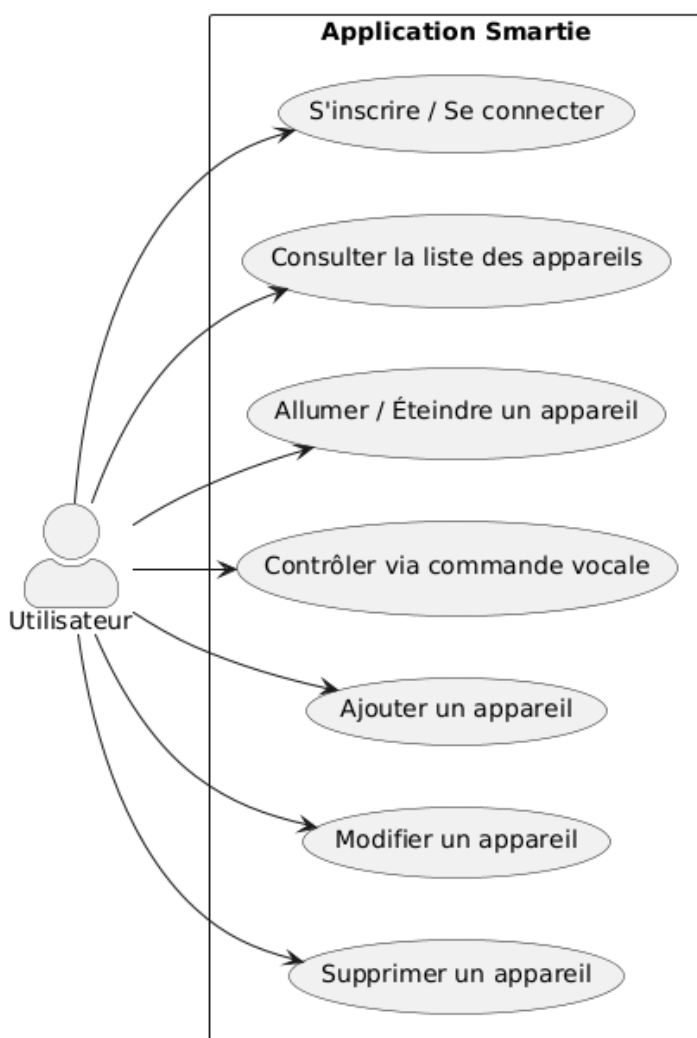 Application Smartie
S'inscrire / Se connecter
Consulter la liste des appareils
Allumer / Éteindre un appareil
Contrôler via commande vocale
Utilisateur
Ajouter un appareil
Modifier un appareil
Supprimer un appareil